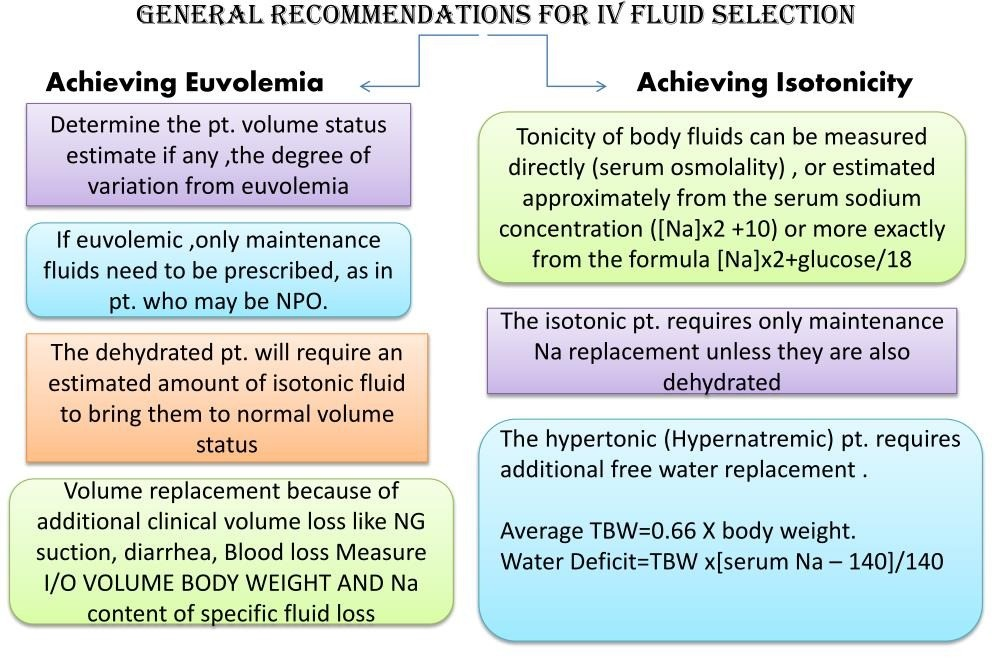 GENERAL RECOMMENDATIONS FOR IV FLUID SELECTION
Achieving Euvolemia
Determine the pt. volume status
estimate if any ,the degree of
variation from euvolemia
If euvolemic ,only maintenance
fluids need to be prescribed, as in
pt. who may be NPO.
The dehydrated pt. will require an
estimated amount of isotonic fluid
to bring them to normal volume
status
Volume replacement because of
additional clinical volume loss like NG
suction, diarrhea, Blood loss Measure
I/O VOLUME BODY WEIGHT AND Na
content of specific fluid loss
Achieving Isotonicity
Tonicity of body fluids can be measured
directly (serum osmolality) , or estimated
approximately from the serum sodium
concentration ([Na]x2 +10) or more exactly
from the formula [Na]x2+glucose/18
The isotonic pt. requires only maintenance
Na replacement unless they are also
dehydrated
The hypertonic (Hypernatremic) pt. requires
additional free water replacement .
Average TBW=0.66 X body weight.
Water Deficit=TBW x[serum Na – 140]/140